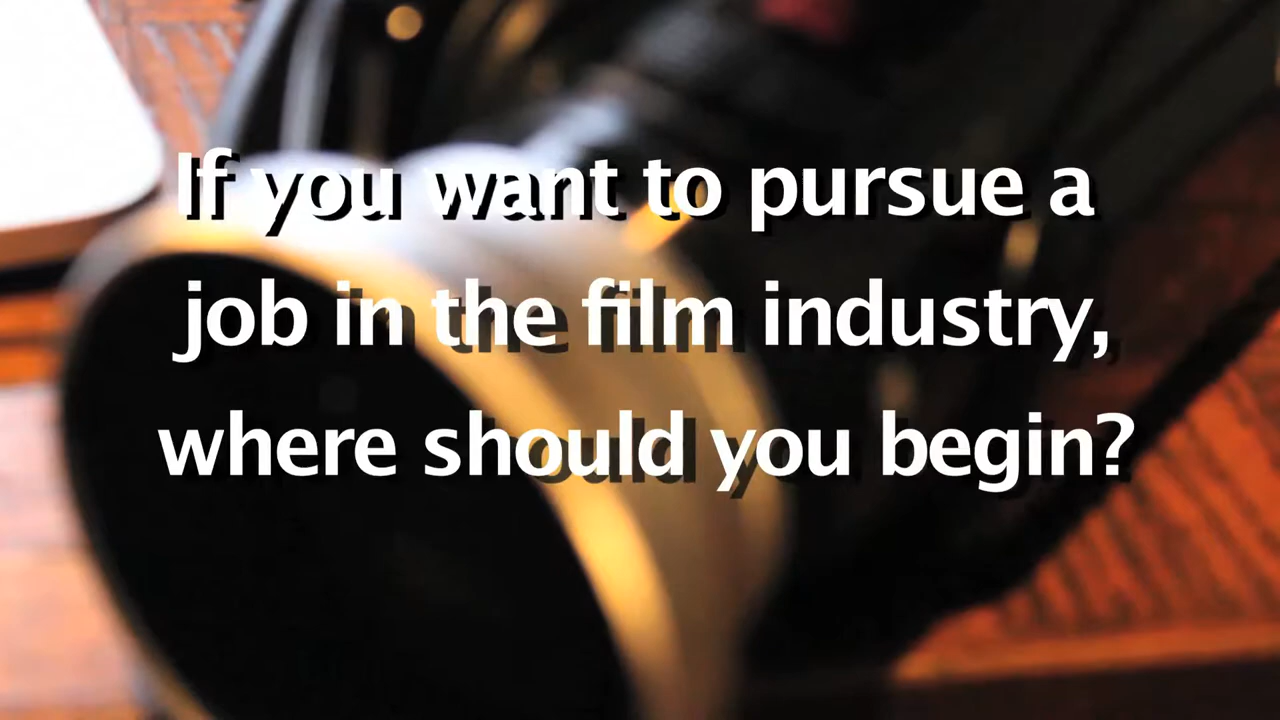 If you want to pursue a
job in the film industry,
where should you begin?